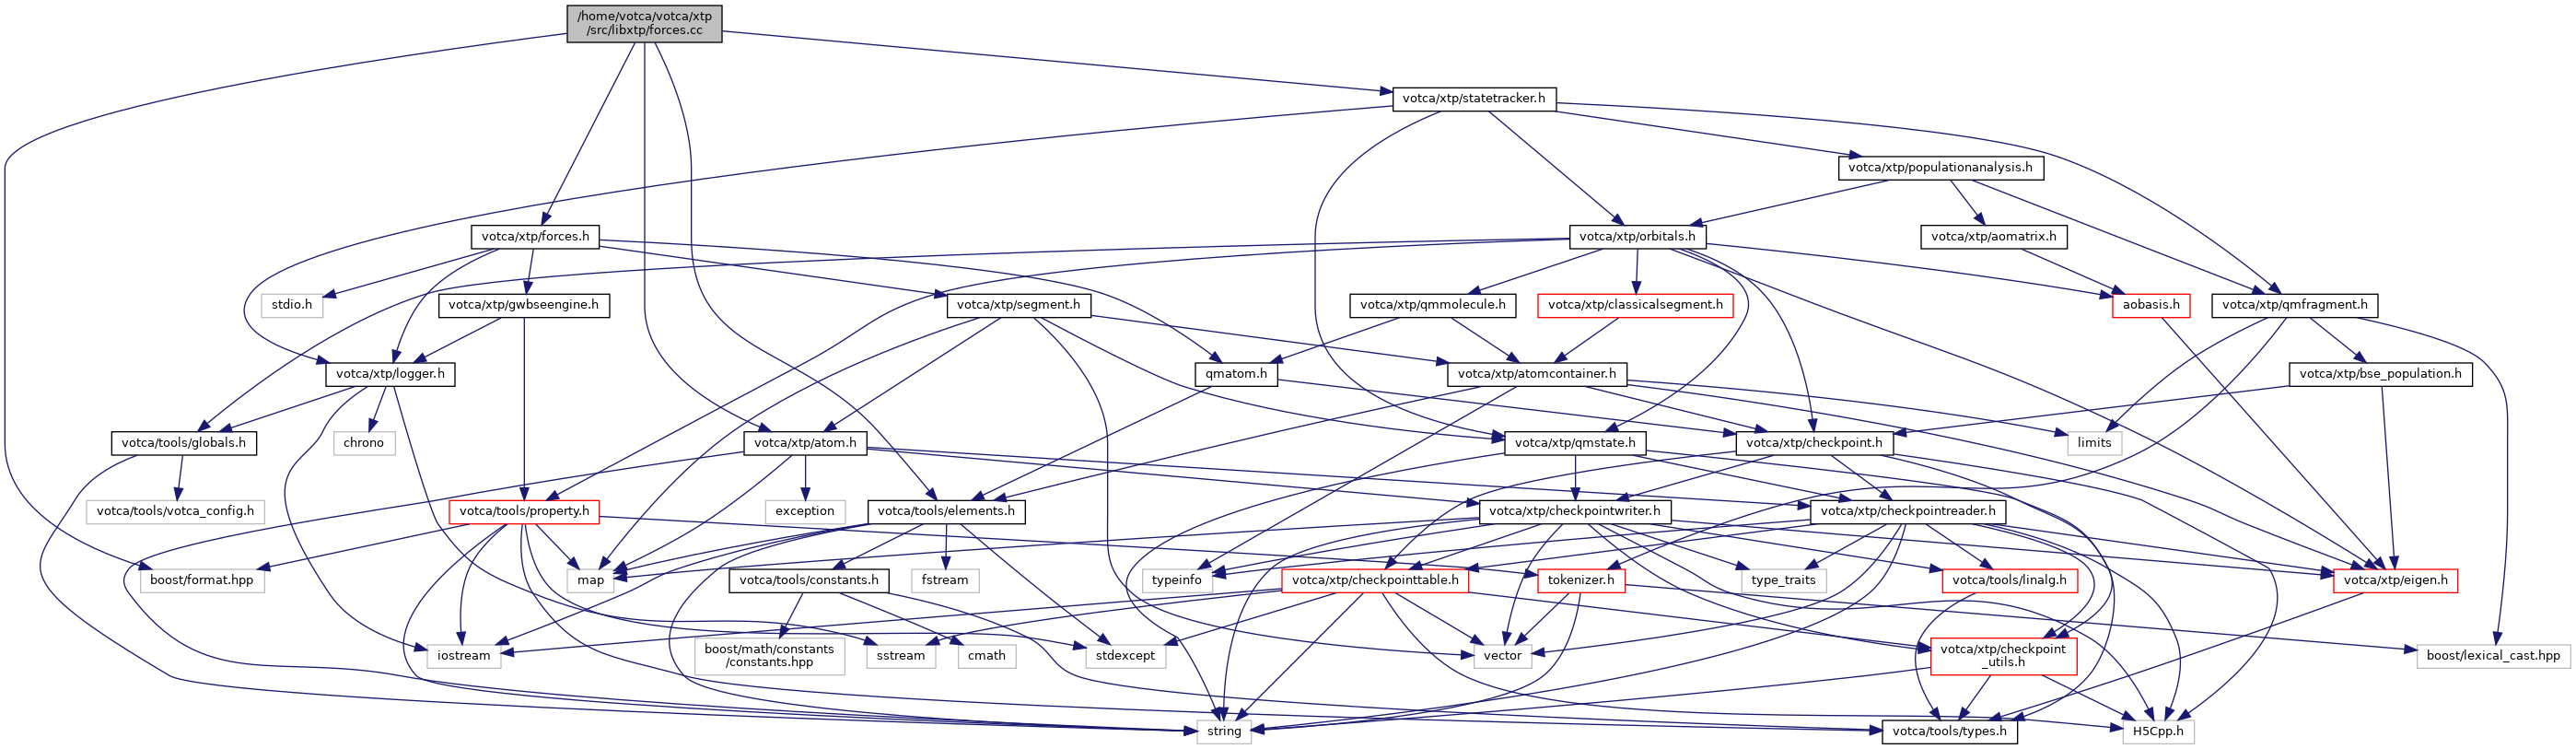 /home/votca/votca/xtp
/src/libxtp/forces.cc
votca/xtp/statetracker.h
votca/xtp/populationanalysis.h
votca/xtp/forces.h
votca/xtp/orbitals.h
votca/xtp/aomatrix.h
stdio.h
votca/xtp/gwbseengine.h
votca/xtp/segment.h
votca/xtp/qmmolecule.h
votca/xtp/classicalsegment.h
aobasis.h
votca/xtp/qmfragment.h
votca/xtp/logger.h
qmatom.h
votca/xtp/atomcontainer.h
votca/xtp/bse_population.h
votca/tools/globals.h
chrono
votca/xtp/atom.h
votca/xtp/qmstate.h
votca/xtp/checkpoint.h
limits
votca/tools/votca_config.h
votca/tools/property.h
exception
votca/tools/elements.h
votca/xtp/checkpointwriter.h
votca/xtp/checkpointreader.h
boost/format.hpp
map
votca/tools/constants.h
fstream
typeinfo
votca/xtp/checkpointtable.h
tokenizer.h
type_traits
votca/tools/linalg.h
votca/xtp/eigen.h
iostream
boost/math/constants
/constants.hpp
sstream
cmath
stdexcept
vector
votca/xtp/checkpoint
_utils.h
boost/lexical_cast.hpp
string
votca/tools/types.h
H5Cpp.h